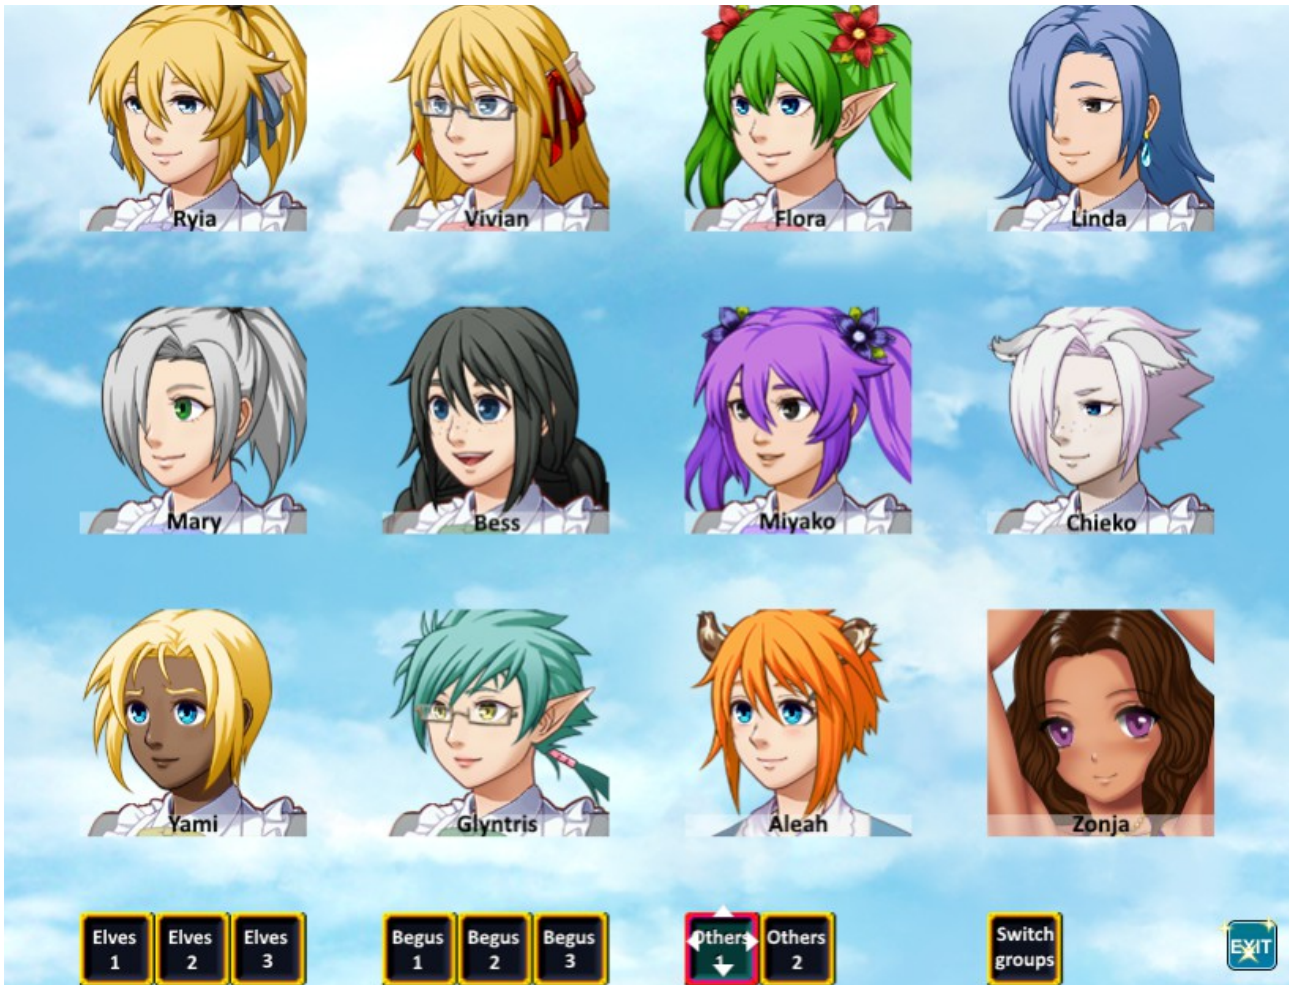 Ryia
Vivian
Flora
Linda
Mary
Bess
Miyako
Chieko
Yami
Glyntris
Aleah
Zonja
Elves
1
Elves
2
Elves
3
Begus
1
Begus
2
Begus
3
Others
1
Others
2
Switch
groups
EXIT